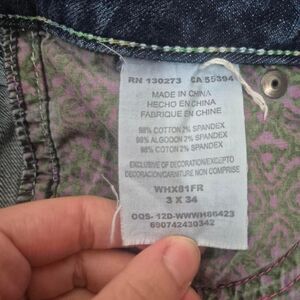 RN 130273 CA 55394
MADE IN CHINA
HECHO EN CHINA
FABRIQUE EN CHINE
98% COTTON 2% SPANDEX
98% ALGODON 2% SPANDEX
98% COTON 2% SPANDEX
EXCLUSIVE OF DECORATION/EXCEPTO
DECORACION/GARNITURE NON COMPRISE
WHX81FR
3 X 34
OQS- 12D-WWWH86423
690742430342